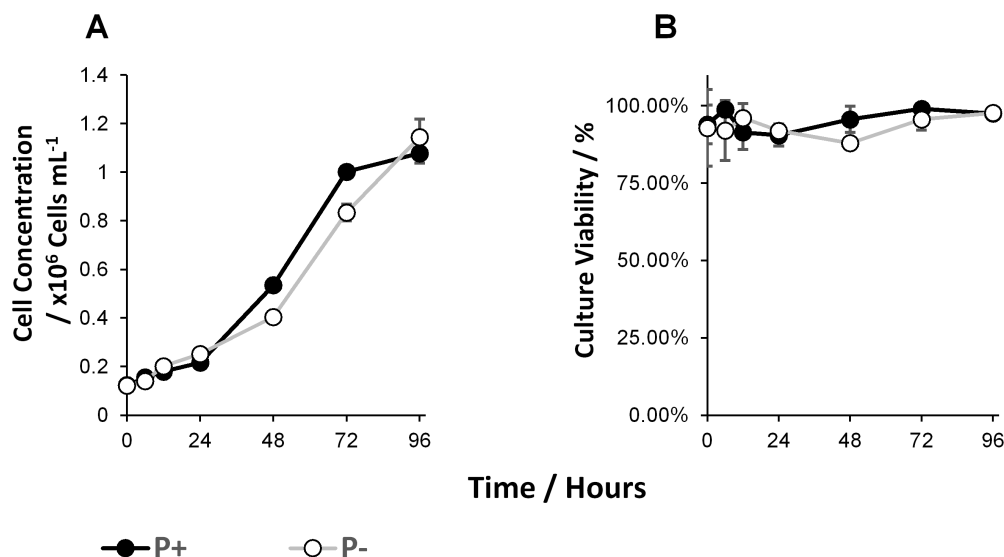 A
B
1.4
1.2
1
0.8
0.6
0.4
0.2
0
Cell Concentration
/ x10⁶ Cells mL⁻¹
0 24 48 72 96
100.00%
75.00%
50.00%
25.00%
0.00%
Culture Viability / %
0 24 48 72 96
Time / Hours
P+ P-